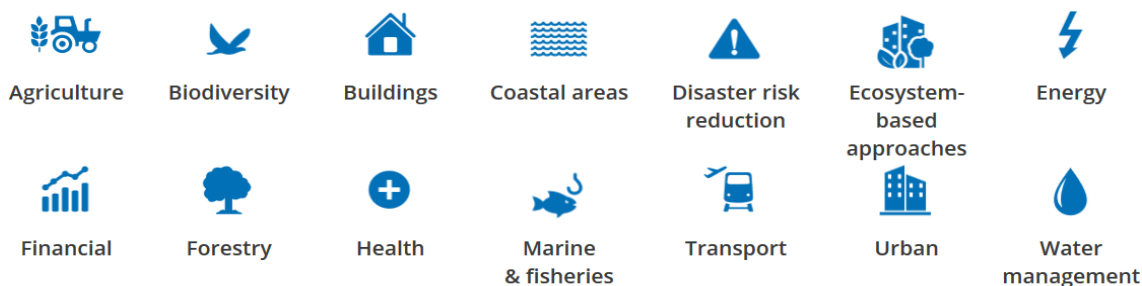 Agriculture
Biodiversity
Buildings
Coastal areas
Disaster risk
reduction
Ecosystem-
based
approaches
Energy
Financial
Forestry
Health
Marine
& fisheries
Transport
Urban
Water
management